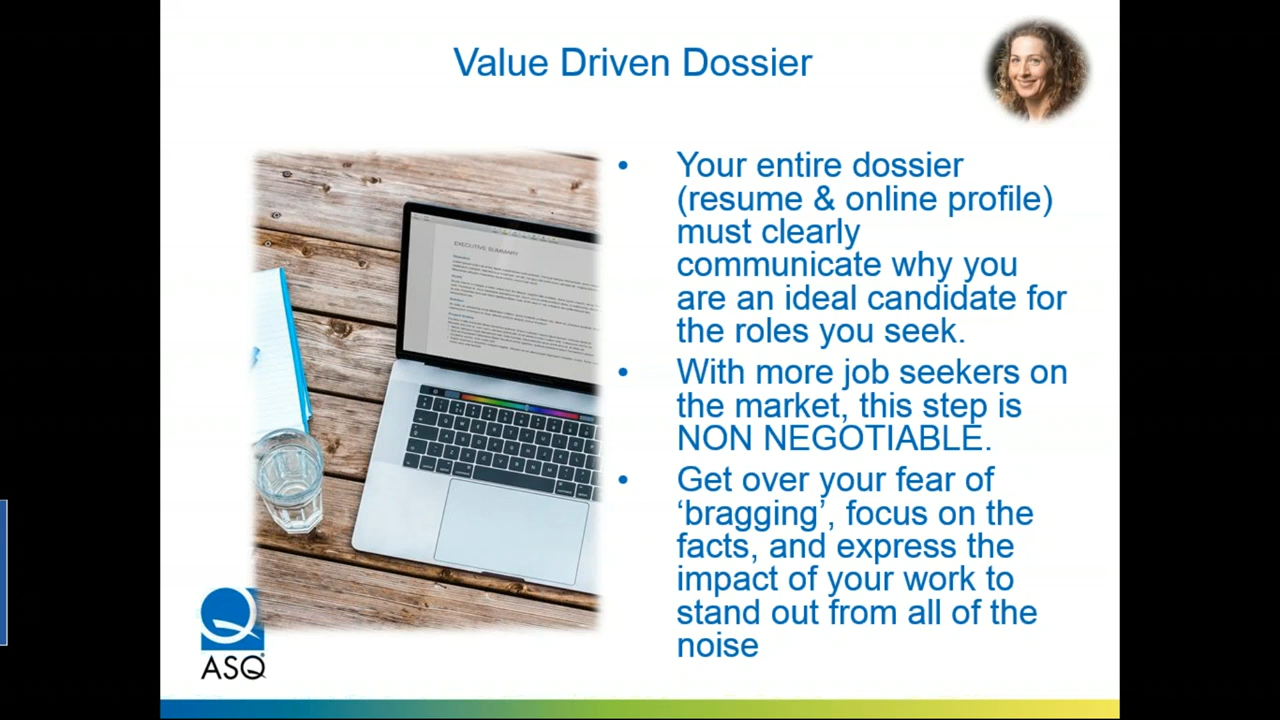 Value Driven Dossier
• Your entire dossier
(resume & online profile)
must clearly
communicate why you
are an ideal candidate for
the roles you seek.
• With more job seekers on
the market, this step is
NON NEGOTIABLE.
• Get over your fear of
‘bragging’, focus on the
facts, and express the
impact of your work to
stand out from all of the
noise
EXECUTIVE SUMMARY
ASQ